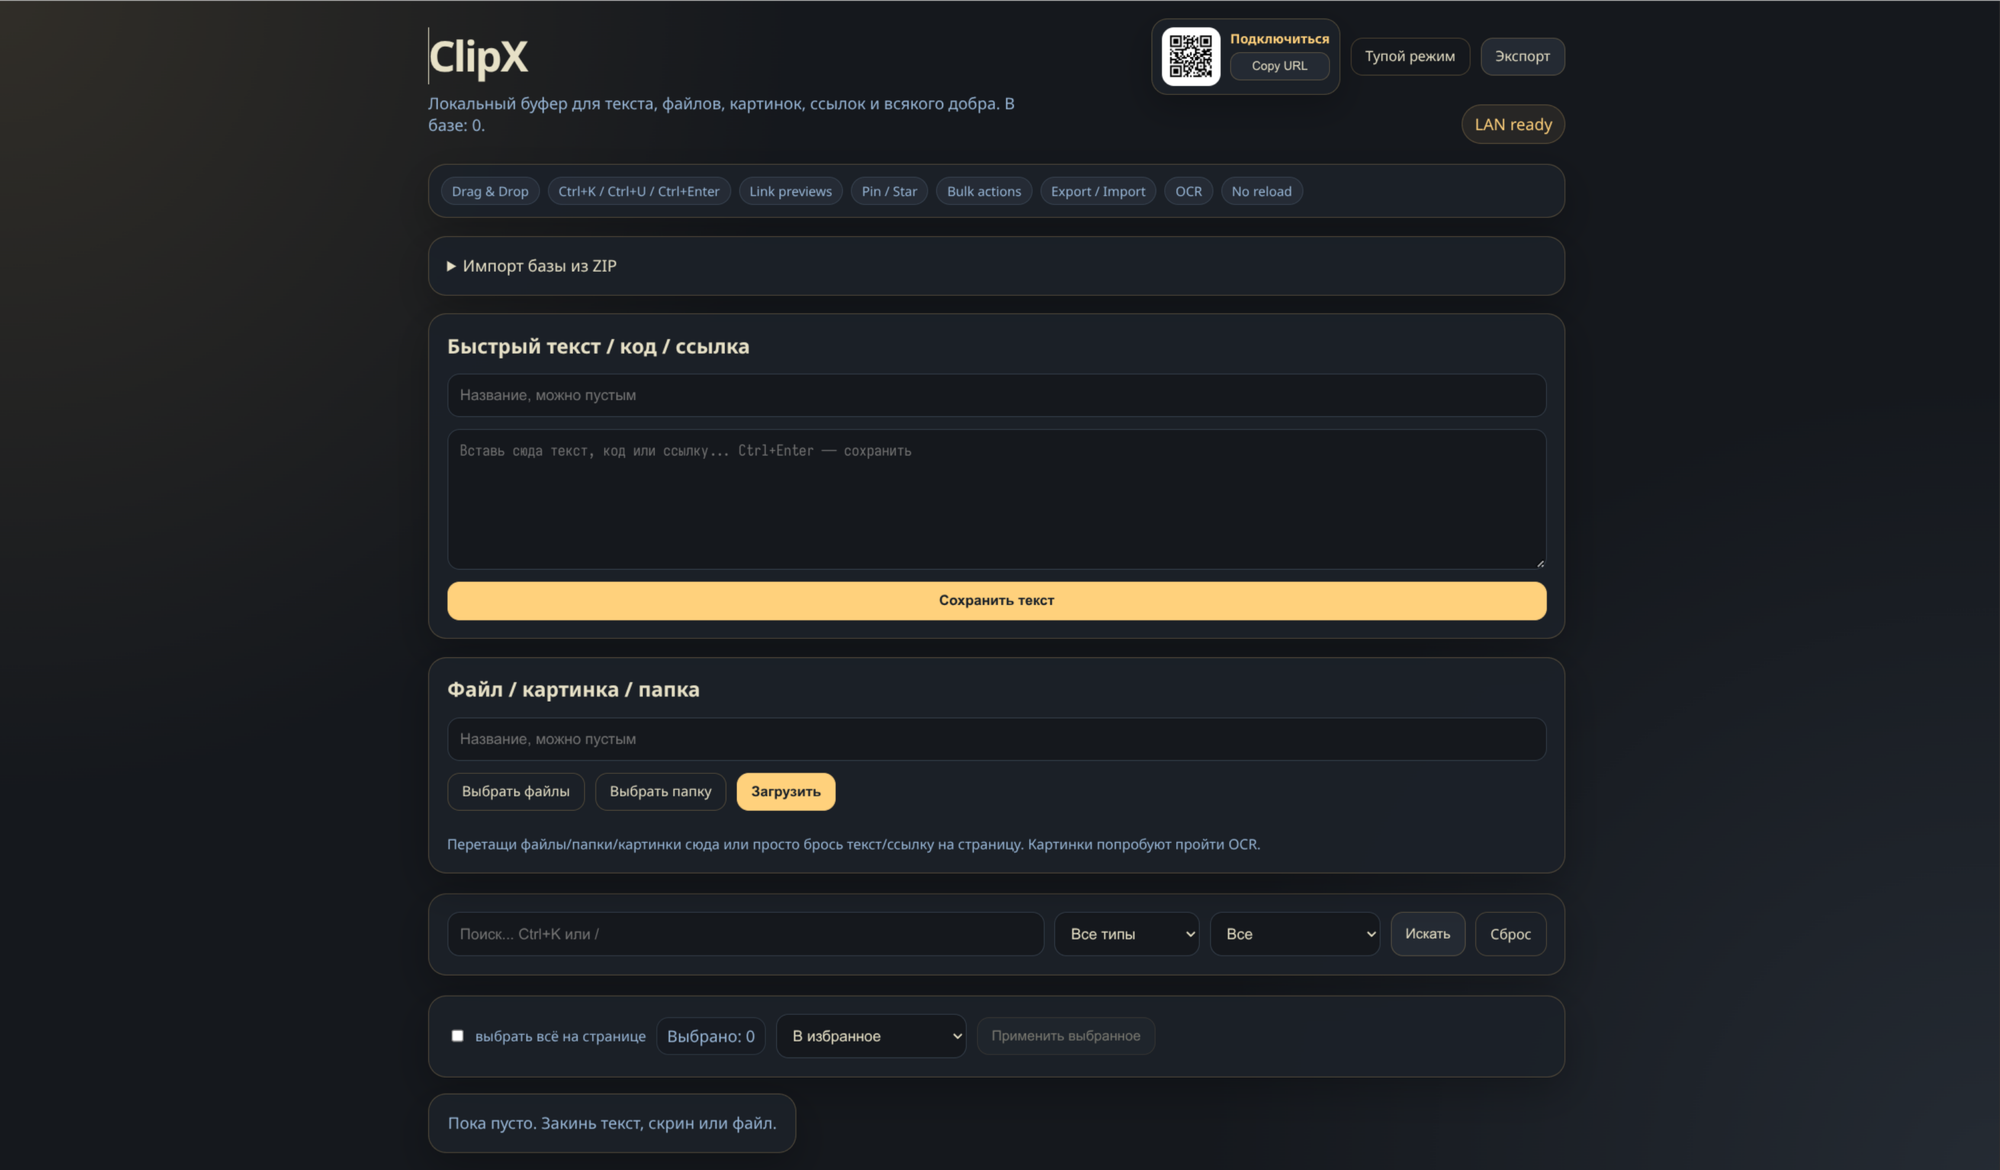 ClipX
Подключиться
Copy URL
Тупой режим
Экспорт
Локальный буфер для текста, файлов, картинок, ссылок и всякого добра. В
базе: 0.
LAN ready
Drag & Drop
Ctrl+K / Ctrl+U / Ctrl+Enter
Link previews
Pin / Star
Bulk actions
Export / Import
OCR
No reload
Импорт базы из ZIP
Быстрый текст / код / ссылка
Название, можно пустым
Вставь сюда текст, код или ссылку... Ctrl+Enter — сохранить
Сохранить текст
Файл / картинка / папка
Название, можно пустым
Выбрать файлы
Выбрать папку
Загрузить
Перетащи файлы/папки/картинки сюда или просто брось текст/ссылку на страницу. Картинки попробуют пройти OCR.
Поиск... Ctrl+K или /
Все типы
Все
Искать
Сброс
выбрать всё на странице
Выбрано: 0
В избранное
Применить выбранное
Пока пусто. Закинь текст, скрин или файл.